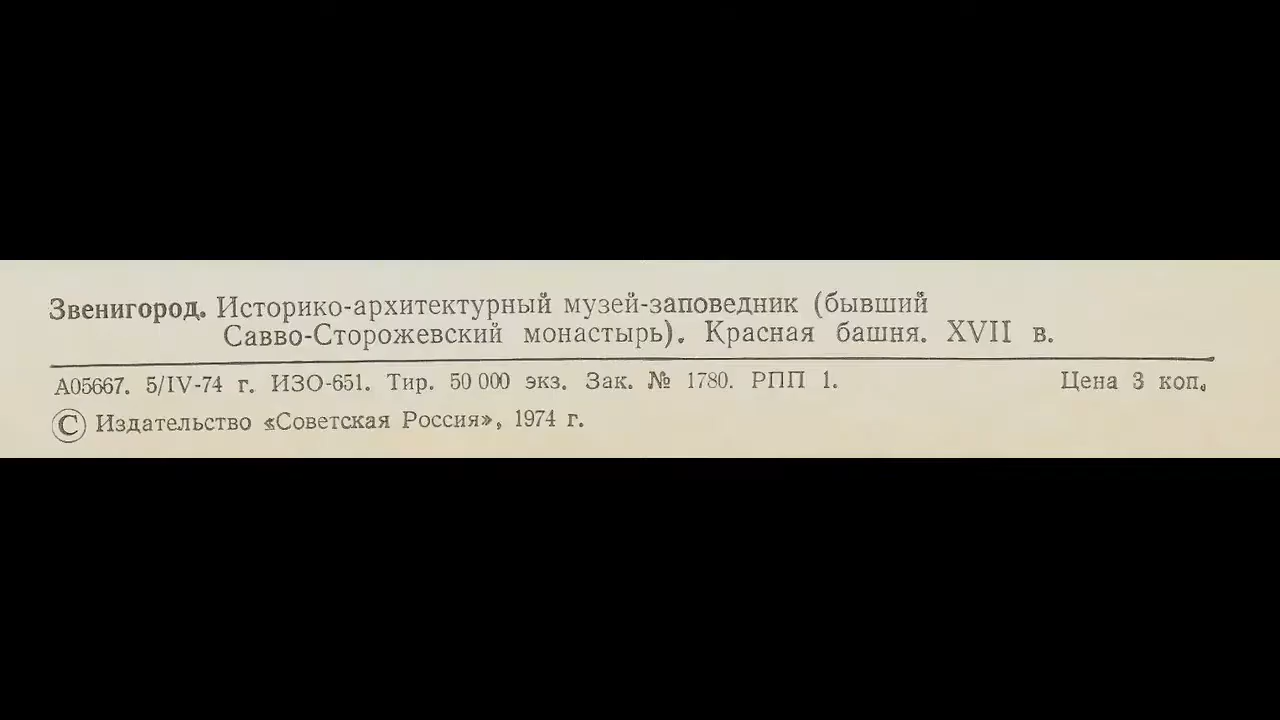 Звенигород. Историко-архитектурный музей-заповедник (бывший
Савво-Сторожевский монастырь). Красная башня. XVII в.
А05667. 5/IV-74 г. ИЗО-651. Тир. 50 000 экз. Зак. № 1780. РПП 1. Цена 3 коп.
© Издательство «Советская Россия», 1974 г.